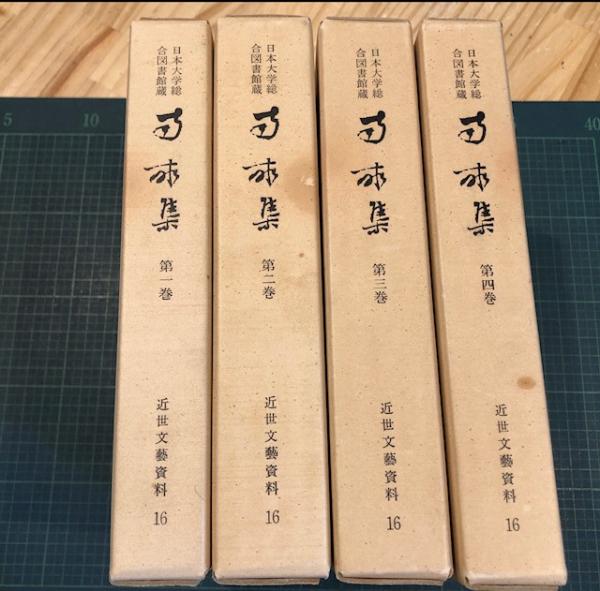 日本大学総
合図書館蔵
集
第一巻
近世文藝資料 16
日本大学総
合図書館蔵
集
第二巻
近世文藝資料 16
日本大学総
合図書館蔵
集
第三巻
近世文藝資料 16
日本大学総
合図書館蔵
集
第四巻
近世文藝資料 16
5
10
40